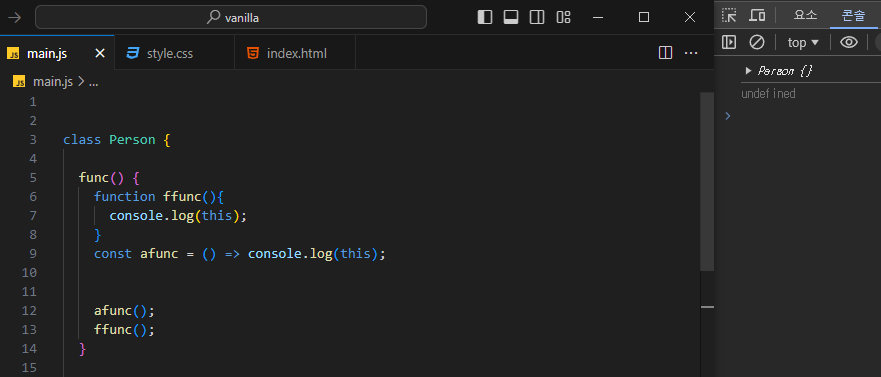 vanilla
main.js
style.css
index.html
JS main.js > ...
1
2
3 class Person {
4
5 func() {
6 function ffunc(){
7 console.log(this);
8 }
9 const afunc = () => console.log(this);
10
11
12 afunc();
13 ffunc();
14 }
15
요소 콘솔
top
Person {}
undefined